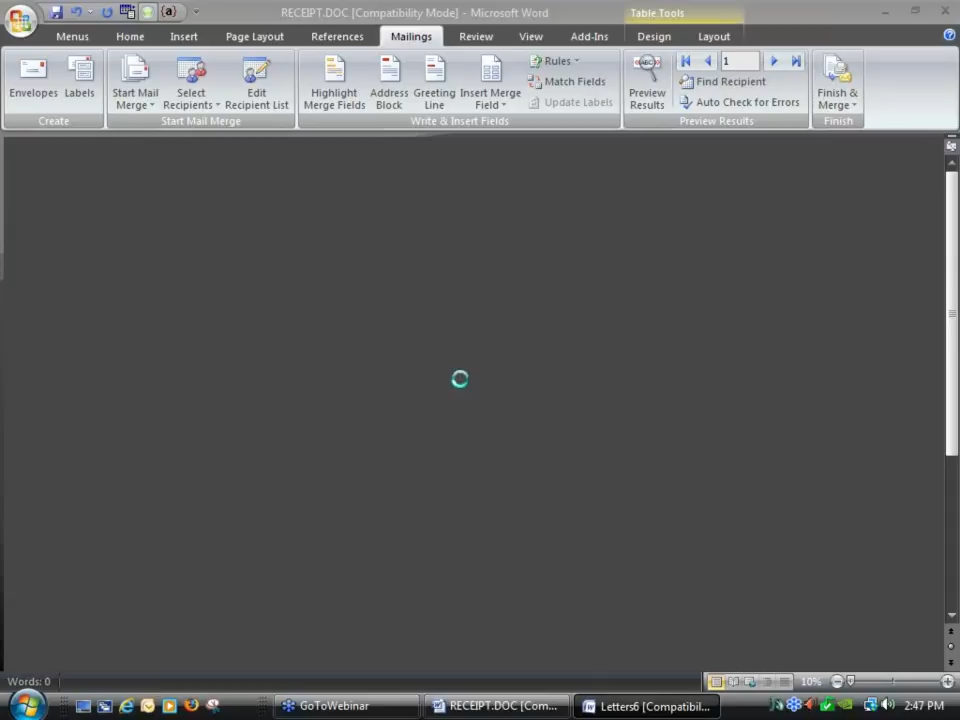 RECEIPT.DOC [Compatibility Mode] - Microsoft Word
Table Tools
Menus Home Insert Page Layout References Mailings Review View Add-Ins Design Layout
Envelopes Labels
Create
Start Mail Merge
Select Recipients
Edit Recipient List
Start Mail Merge
Highlight Merge Fields
Address Block
Greeting Line
Insert Merge Field
Rules
Match Fields
Update Labels
Write & Insert Fields
ABC
Preview Results
1
Find Recipient
Auto Check for Errors
Preview Results
Finish & Merge
Finish
{a}
Words: 0
10%
GoToWebinar
RECEIPT.DOC [Com...
Letters6 [Compatibil...
2:47 PM